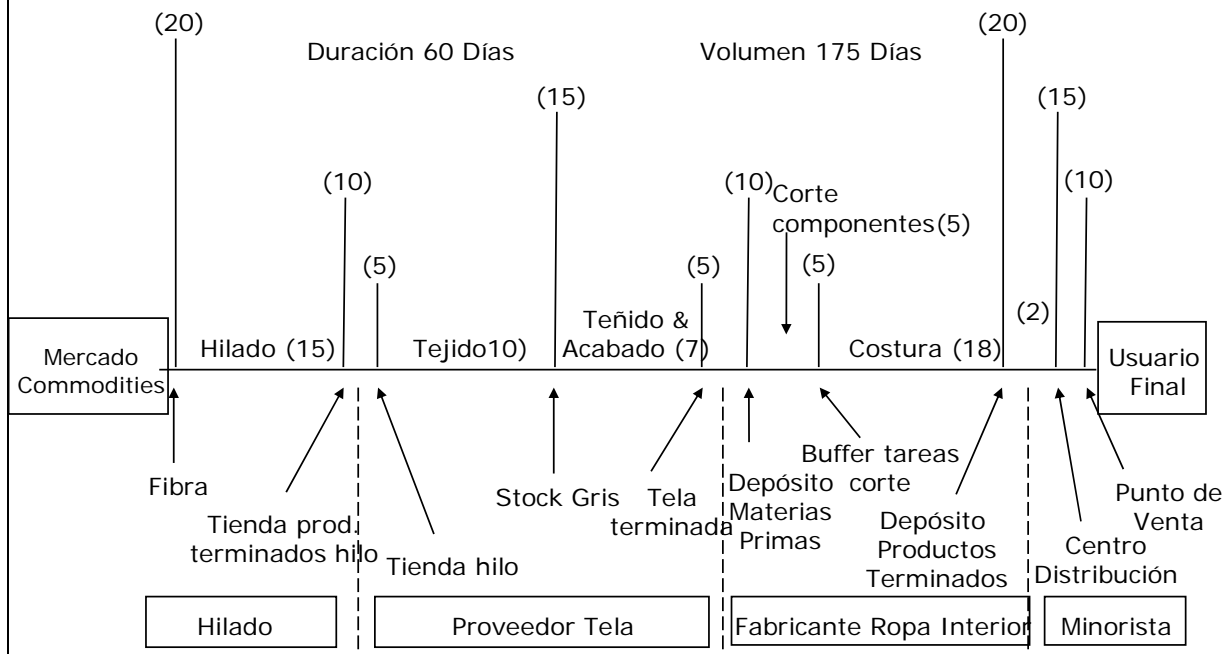 (20)
(20)
Duración 60 Días
Volumen 175 Días
(15)
(15)
(10)
(10)
(10)
Corte
componentes(5)
(5)
(5)
(5)
(2)
Mercado
Commodities
Hilado (15)
Tejido10)
Teñido &
Acabado (7)
Costura (18)
Usuario
Final
Fibra
Tienda prod.
terminados hilo
Tienda hilo
Stock Gris
Tela
terminada
Depósito
Materias
Primas
Buffer tareas
corte
Depósito
Productos
Terminados
Centro
Distribución
Punto de
Venta
Hilado
Proveedor Tela
Fabricante Ropa Interior
Minorista